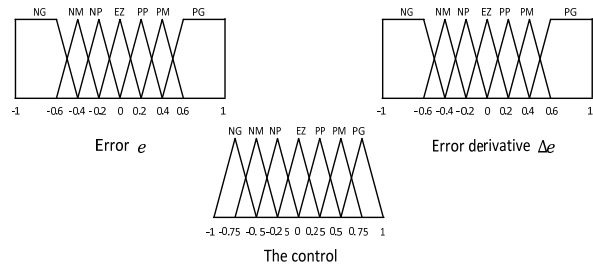 NG NM NP EZ PP PM PG
-1 -0.6 -0.4 -0.2 0 0.2 0.4 0.6 1
Error e
NG NM NP EZ PP PM PG
-1 -0.6 -0.4 -0.2 0 0.2 0.4 0.6 1
Error derivative Δe
NG NM NP EZ PP PM PG
-1 -0.75 -0.5 -0.25 0 0.25 0.5 0.75 1
The control